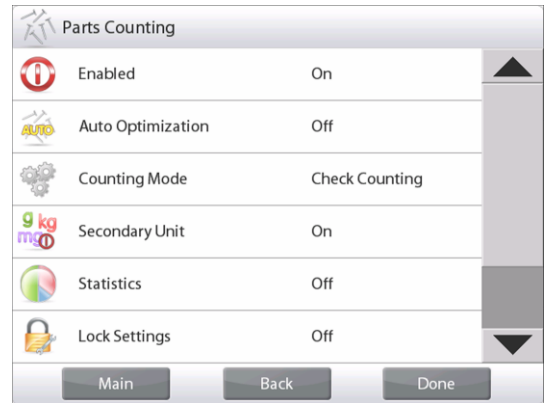 Parts Counting
Enabled On
AUTO Auto Optimization Off
Counting Mode Check Counting
g kg
mg Secondary Unit On
Statistics Off
Lock Settings Off
Main Back Done